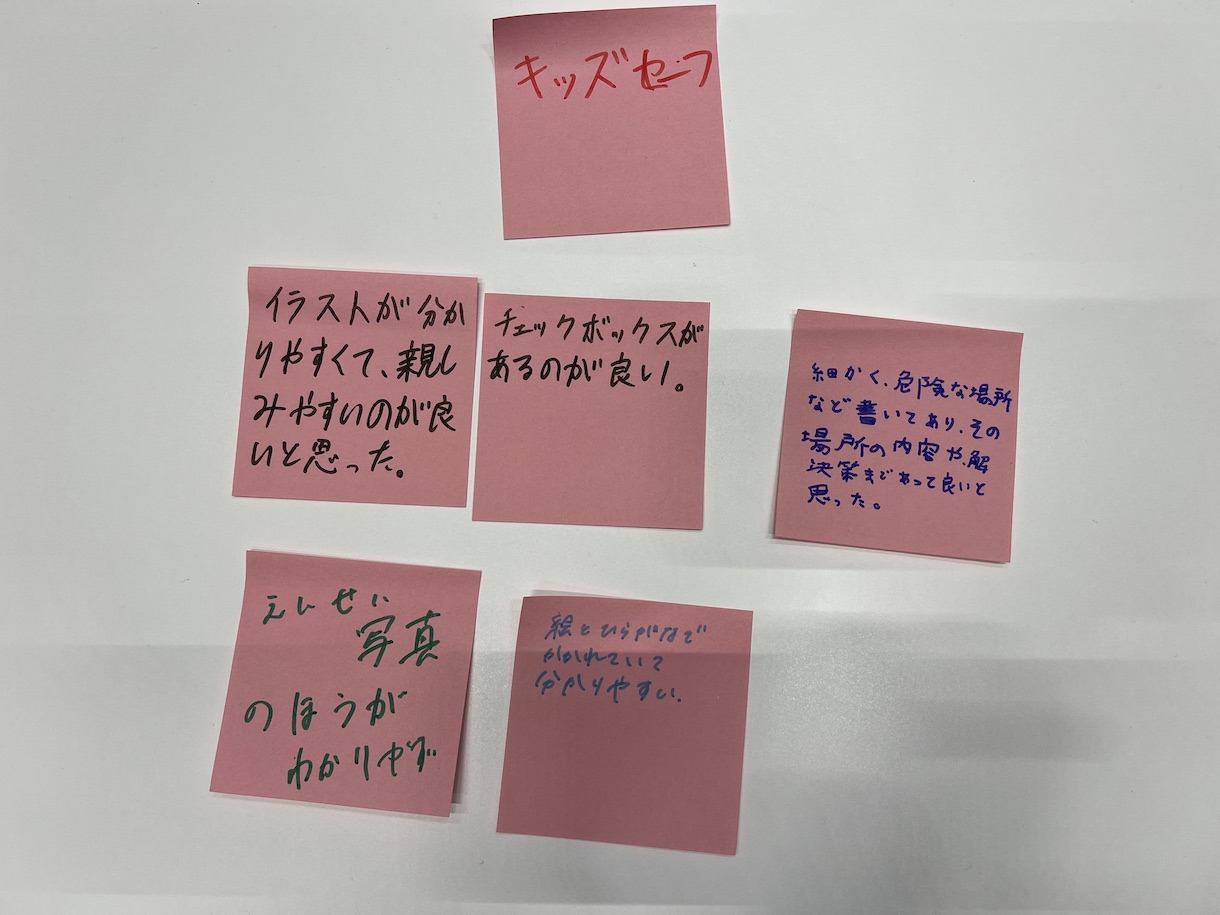 キッズセーフ
イラストが分か
りやすくて、親し
みやすいのが良
いと思った。
チェックボックスが
あるのが良い。
細かく、危険な場所
など書いてあり、その
場所の内容や、解
決策まであって良いと
思った。
えいせい
写真
のほうが
わかりやす
絵とひらがなで
かかれていて
分かりやすい.